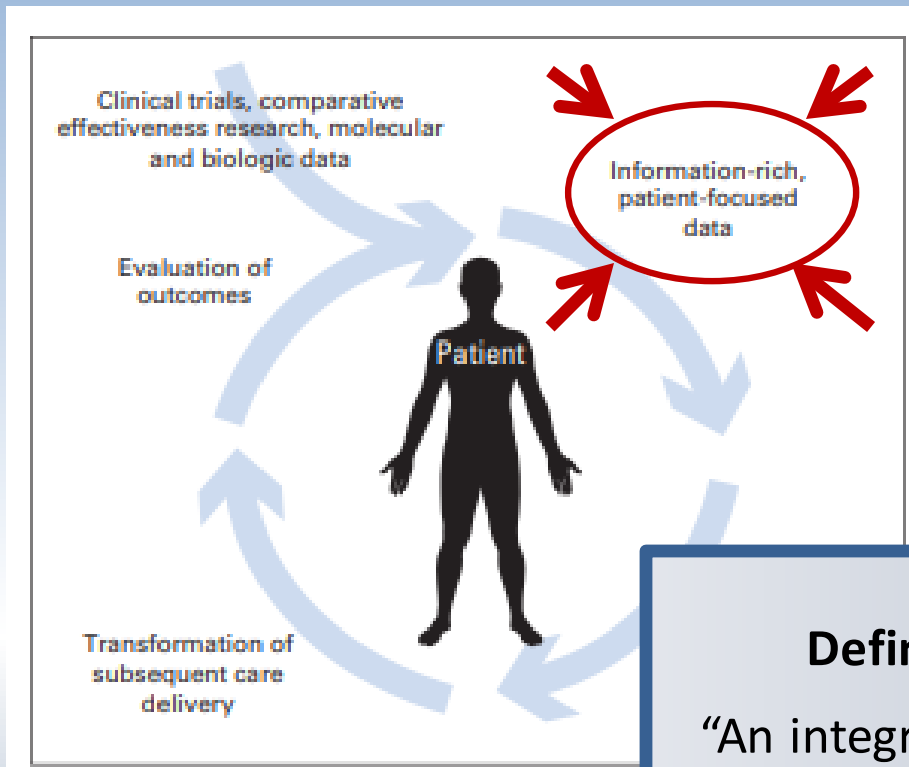 Clinical trials, comparative
effectiveness research, molecular
and biologic data
Information-rich,
patient-focused
data
Evaluation of
outcomes
Patient
Transformation of
subsequent care
delivery
Defin
“An integr